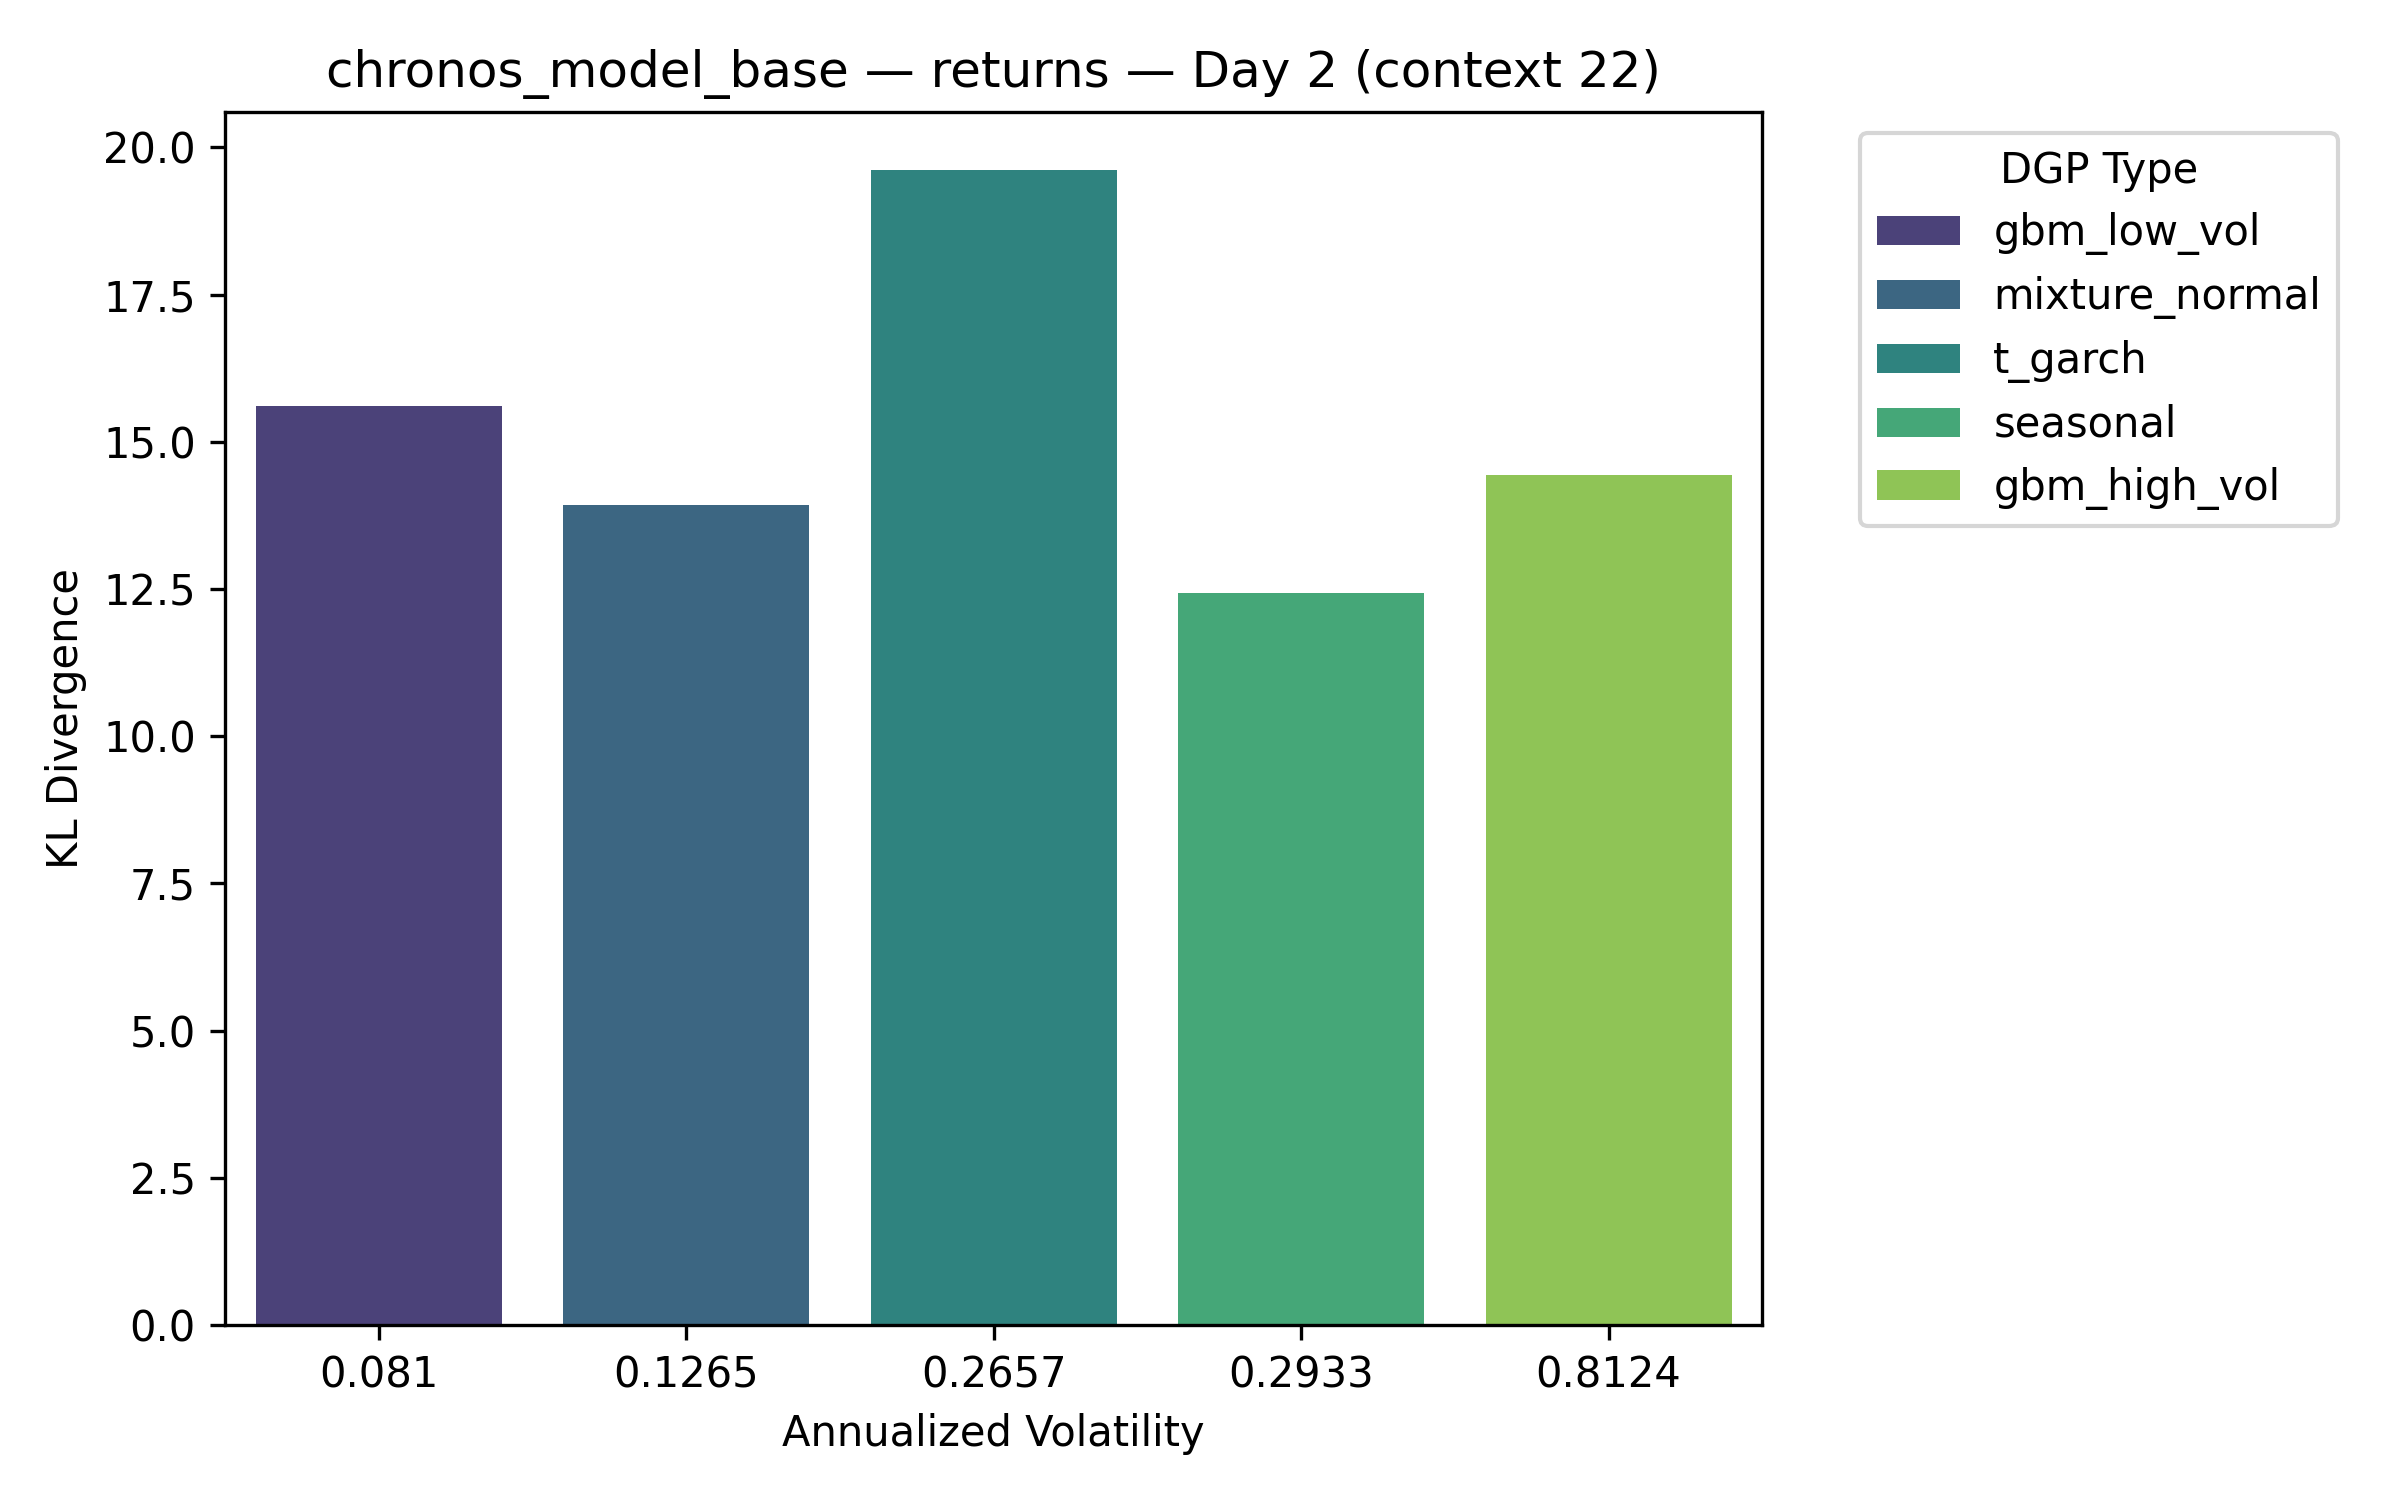 chronos_model_base — returns — Day 2 (context 22)
20.0
17.5
15.0
12.5
10.0
7.5
5.0
2.5
0.0
KL Divergence
0.081 0.1265 0.2657 0.2933 0.8124
Annualized Volatility
DGP Type
gbm_low_vol
mixture_normal
t_garch
seasonal
gbm_high_vol